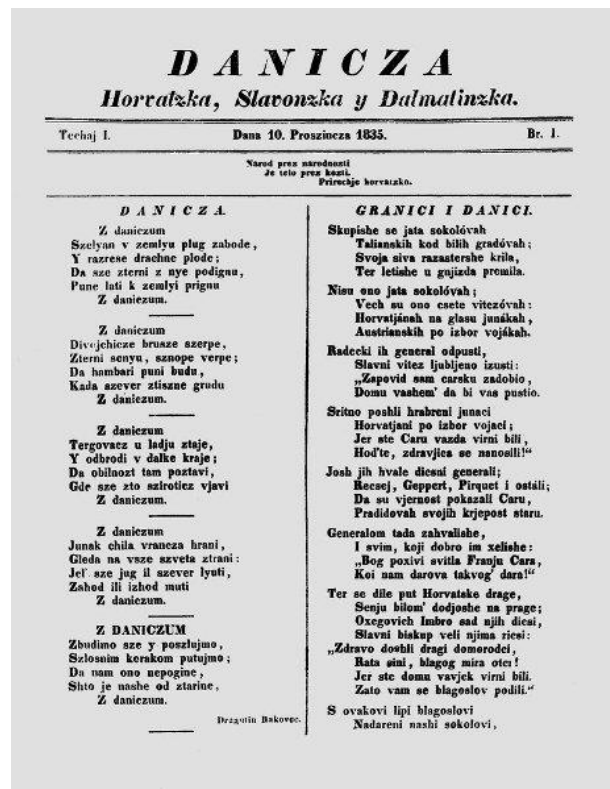 DANICZA
Horvatzka, Slavonzka y Dalmatinzka.
Techaj I.
Dana 10. Proszincza 1835.
Br. 1.
Narod prez narodnosti
Je telo prez kosti.
Prirochje horvatzko.
DANICZA.
Z daniczum
Szelyan v zemlyu plug zabode,
Y razrese drachne plode;
Da sze zterni z nye podignu,
Pune lati k zemlyi prignu
Z daniczum.
Z daniczum
Divojchicze brusze szerpe,
Zterni senyu, sznope verpe;
Da hambari puni budu,
Kada szever ztiszne grudu
Z daniczum.
Z daniczum
Tergovacz u ladju ztaje,
Y odbrodi v dalke kraje;
Da obilnozt tam poztavi,
Gde sze zto sziroticz vjavi
Z daniczum.
Z daniczum
Junak chila vrancza hrani,
Gleda na vsze szveta ztrani:
Jel' sze jug il szever lyuti,
Zahod ili izhod muti
Z daniczum.
Z DANICZUM
Zbudimo sze y poszlujmo,
Szlosnim korakom putujmo;
Da nam ono nepogine,
Shto je nashe od ztarine,
Z daniczum.
Dragutin Rakovec.
GRANICI I DANICI.
Skupishe se jata sokolóvah
Talianskih kod bilih gradóvah;
Svoja siva razastershe krila,
Ter letishe u gnjizda premila.
Nisu ono jata sokolóvah;
Vech su ono csete vitezóvah:
Horvatjánah na glasu junákah,
Austrianskih po izbor vojákah.
Radecki ih general odpusti,
Slavni vitez ljubljeno izusti:
„Zapovid sam carsku zadobio,
Domu vashem' da bi vas pustio.
Sritno poshli hrabreni junaci
Horvatjani po izbor vojaci;
Jer ste Caru vazda virni bili,
Hod'te, zdravjica se nanosili!“
Josh jih hvale dicsni generali;
Recsej, Geppert, Pirquet i ostáli;
Da su vjernost pokazali Caru,
Pradidovah svojih krjepost staru.
Generalom tada zahvalishe,
I svim, koji dobro im xelishe:
„Bog poxivi svitla Franju Cara,
Koi nam darova takvog' dara!“
Ter se dile put Horvatske drage,
Senju bilom' dodjoshe na prage;
Oxegovich Imbro sad njih dicsi,
Slavni biskup veli njima ricsi:
„Zdravo doshli dragi domorodci,
Rata sini, blagog mira otci!
Jer ste domu vavjek virni bili.
Zato vam se blagoslov podili.“
S ovakovi lipi blagoslovi
Nadareni nashi sokolovi,